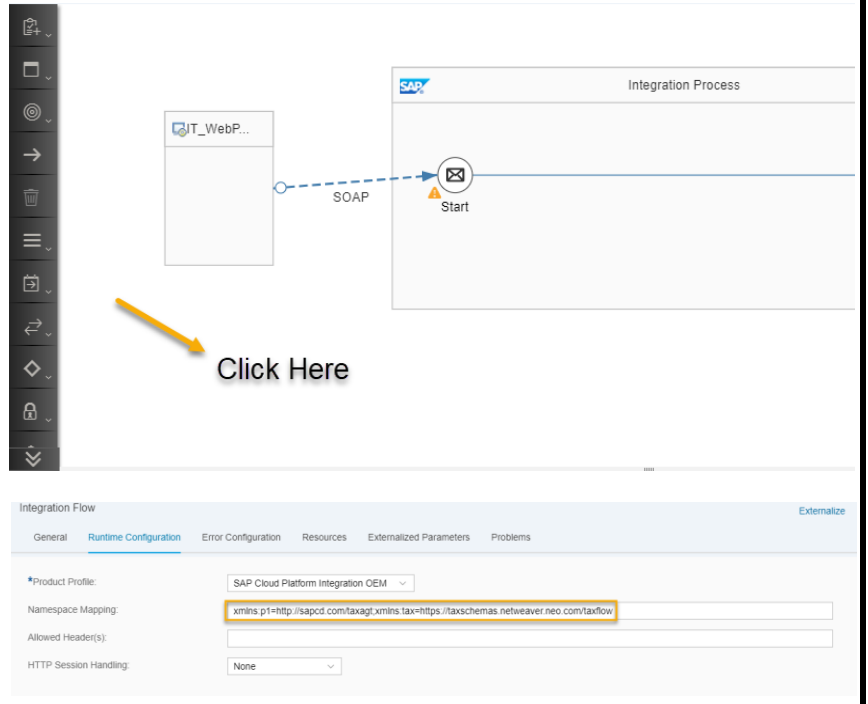 SAP
Integration Process
IT_WebP...
SOAP
Start
Click Here
Integration Flow
Externalize
General Runtime Configuration Error Configuration Resources Externalized Parameters Problems
*Product Profile: SAP Cloud Platform Integration OEM
Namespace Mapping: xmlns:p1=http://sapcd.com/taxagt;xmlns:tax=https://taxschemas.netweaver.neo.com/taxflow
Allowed Header(s):
HTTP Session Handling: None